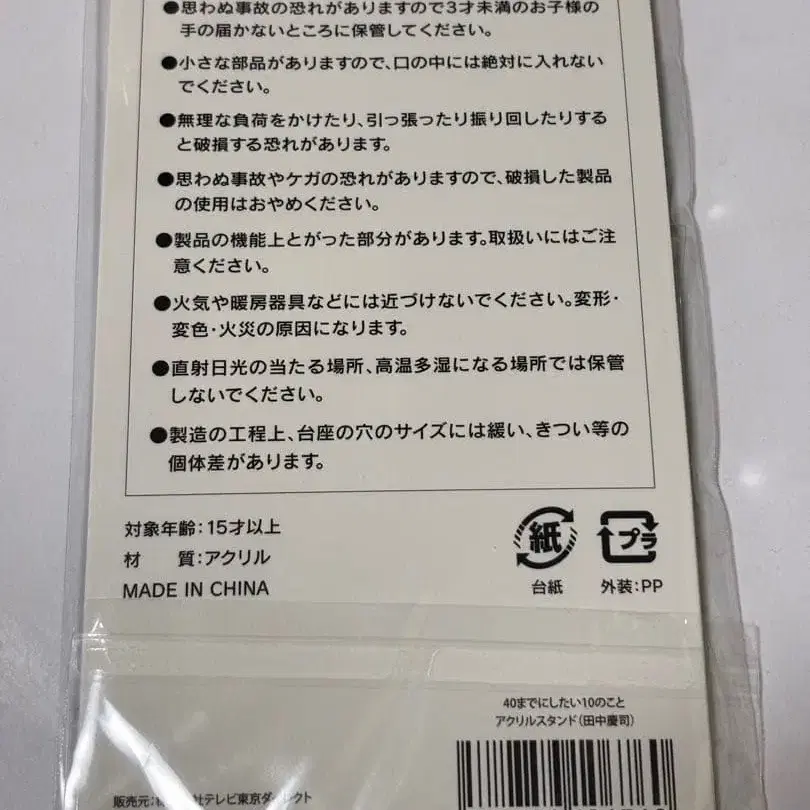 ●思わぬ事故の恐れがありますので3才未満のお子様の
手の届かないところに保管してください。
●小さな部品がありますので、口の中には絶対に入れない
でください。
●無理な負荷をかけたり、引っ張ったり振り回したりする
と破損する恐れがあります。
●思わぬ事故やケガの恐れがありますので、破損した製品
の使用はおやめください。
●製品の機能上とがった部分があります。取扱いにはご注
意ください。
●火気や暖房器具などには近づけないでください。変形・
変色・火災の原因になります。
●直射日光の当たる場所、高温多湿になる場所では保管
しないでください。
●製造の工程上、台座の穴のサイズには緩い、きつい等の
個体差があります。
対象年齢:15才以上
材 質:アクリル
MADE IN CHINA
紙
台紙
プラ
外装:PP
40までにしたい10のこと
アクリルスタンド(田中慶司)
販売元:
社テレビ東京ダイレクト